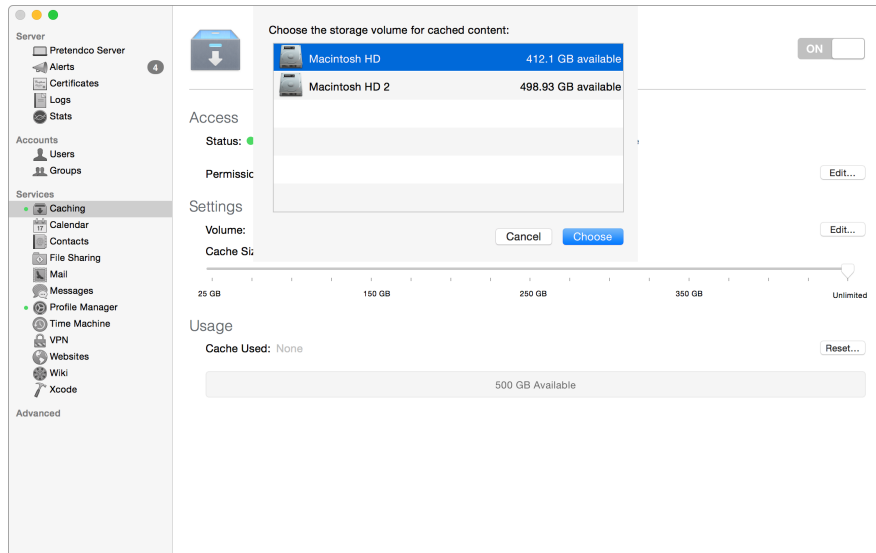 Server
Pretendco Server
Alerts 4
Certificates
Logs
Stats
Accounts
Users
Groups
Services
Caching
Calendar
17
Contacts
File Sharing
Mail
Messages
Profile Manager
Time Machine
VPN
Websites
Wiki
Xcode
Advanced
Choose the storage volume for cached content:
Macintosh HD 412.1 GB available
Macintosh HD 2 498.93 GB available
Cancel Choose
ON
Access
Status:
Permissic
Edit...
Settings
Volume:
Edit...
Cache Siz
25 GB 150 GB 250 GB 350 GB Unlimited
Usage
Cache Used: None
Reset...
500 GB Available